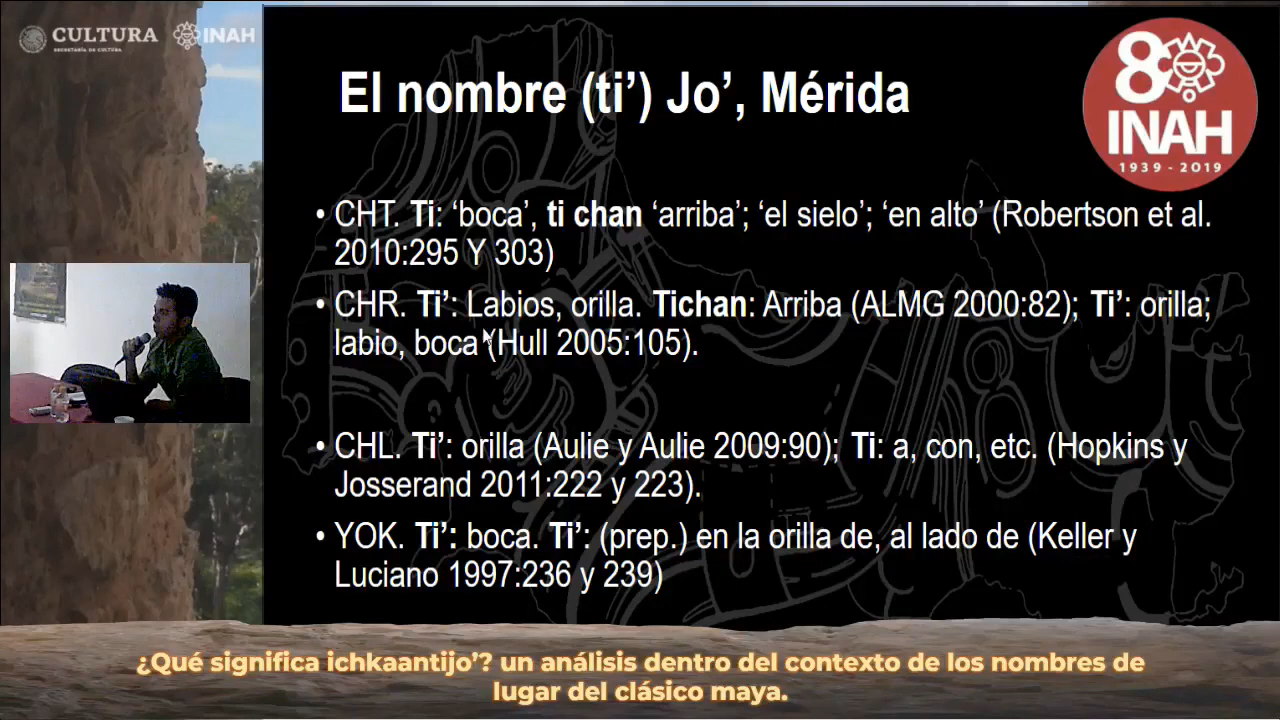 CULTURA
SECRETARÍA DE CULTURA
INAH
80
INAH
1939 - 2019
El nombre (ti’) Jo’, Mérida
• CHT. Ti: ‘boca’, ti chan ‘arriba’; ‘el sielo’; ‘en alto’ (Robertson et al.
2010:295 Y 303)
• CHR. Ti’: Labios, orilla. Tichan: Arriba (ALMG 2000:82); Ti’: orilla;
labio, boca (Hull 2005:105).
• CHL. Ti’: orilla (Aulie y Aulie 2009:90); Ti: a, con, etc. (Hopkins y
Josserand 2011:222 y 223).
• YOK. Ti’: boca. Ti’: (prep.) en la orilla de, al lado de (Keller y
Luciano 1997:236 y 239)
¿Qué significa ichkaantijo’? un análisis dentro del contexto de los nombres de
lugar del clásico maya.